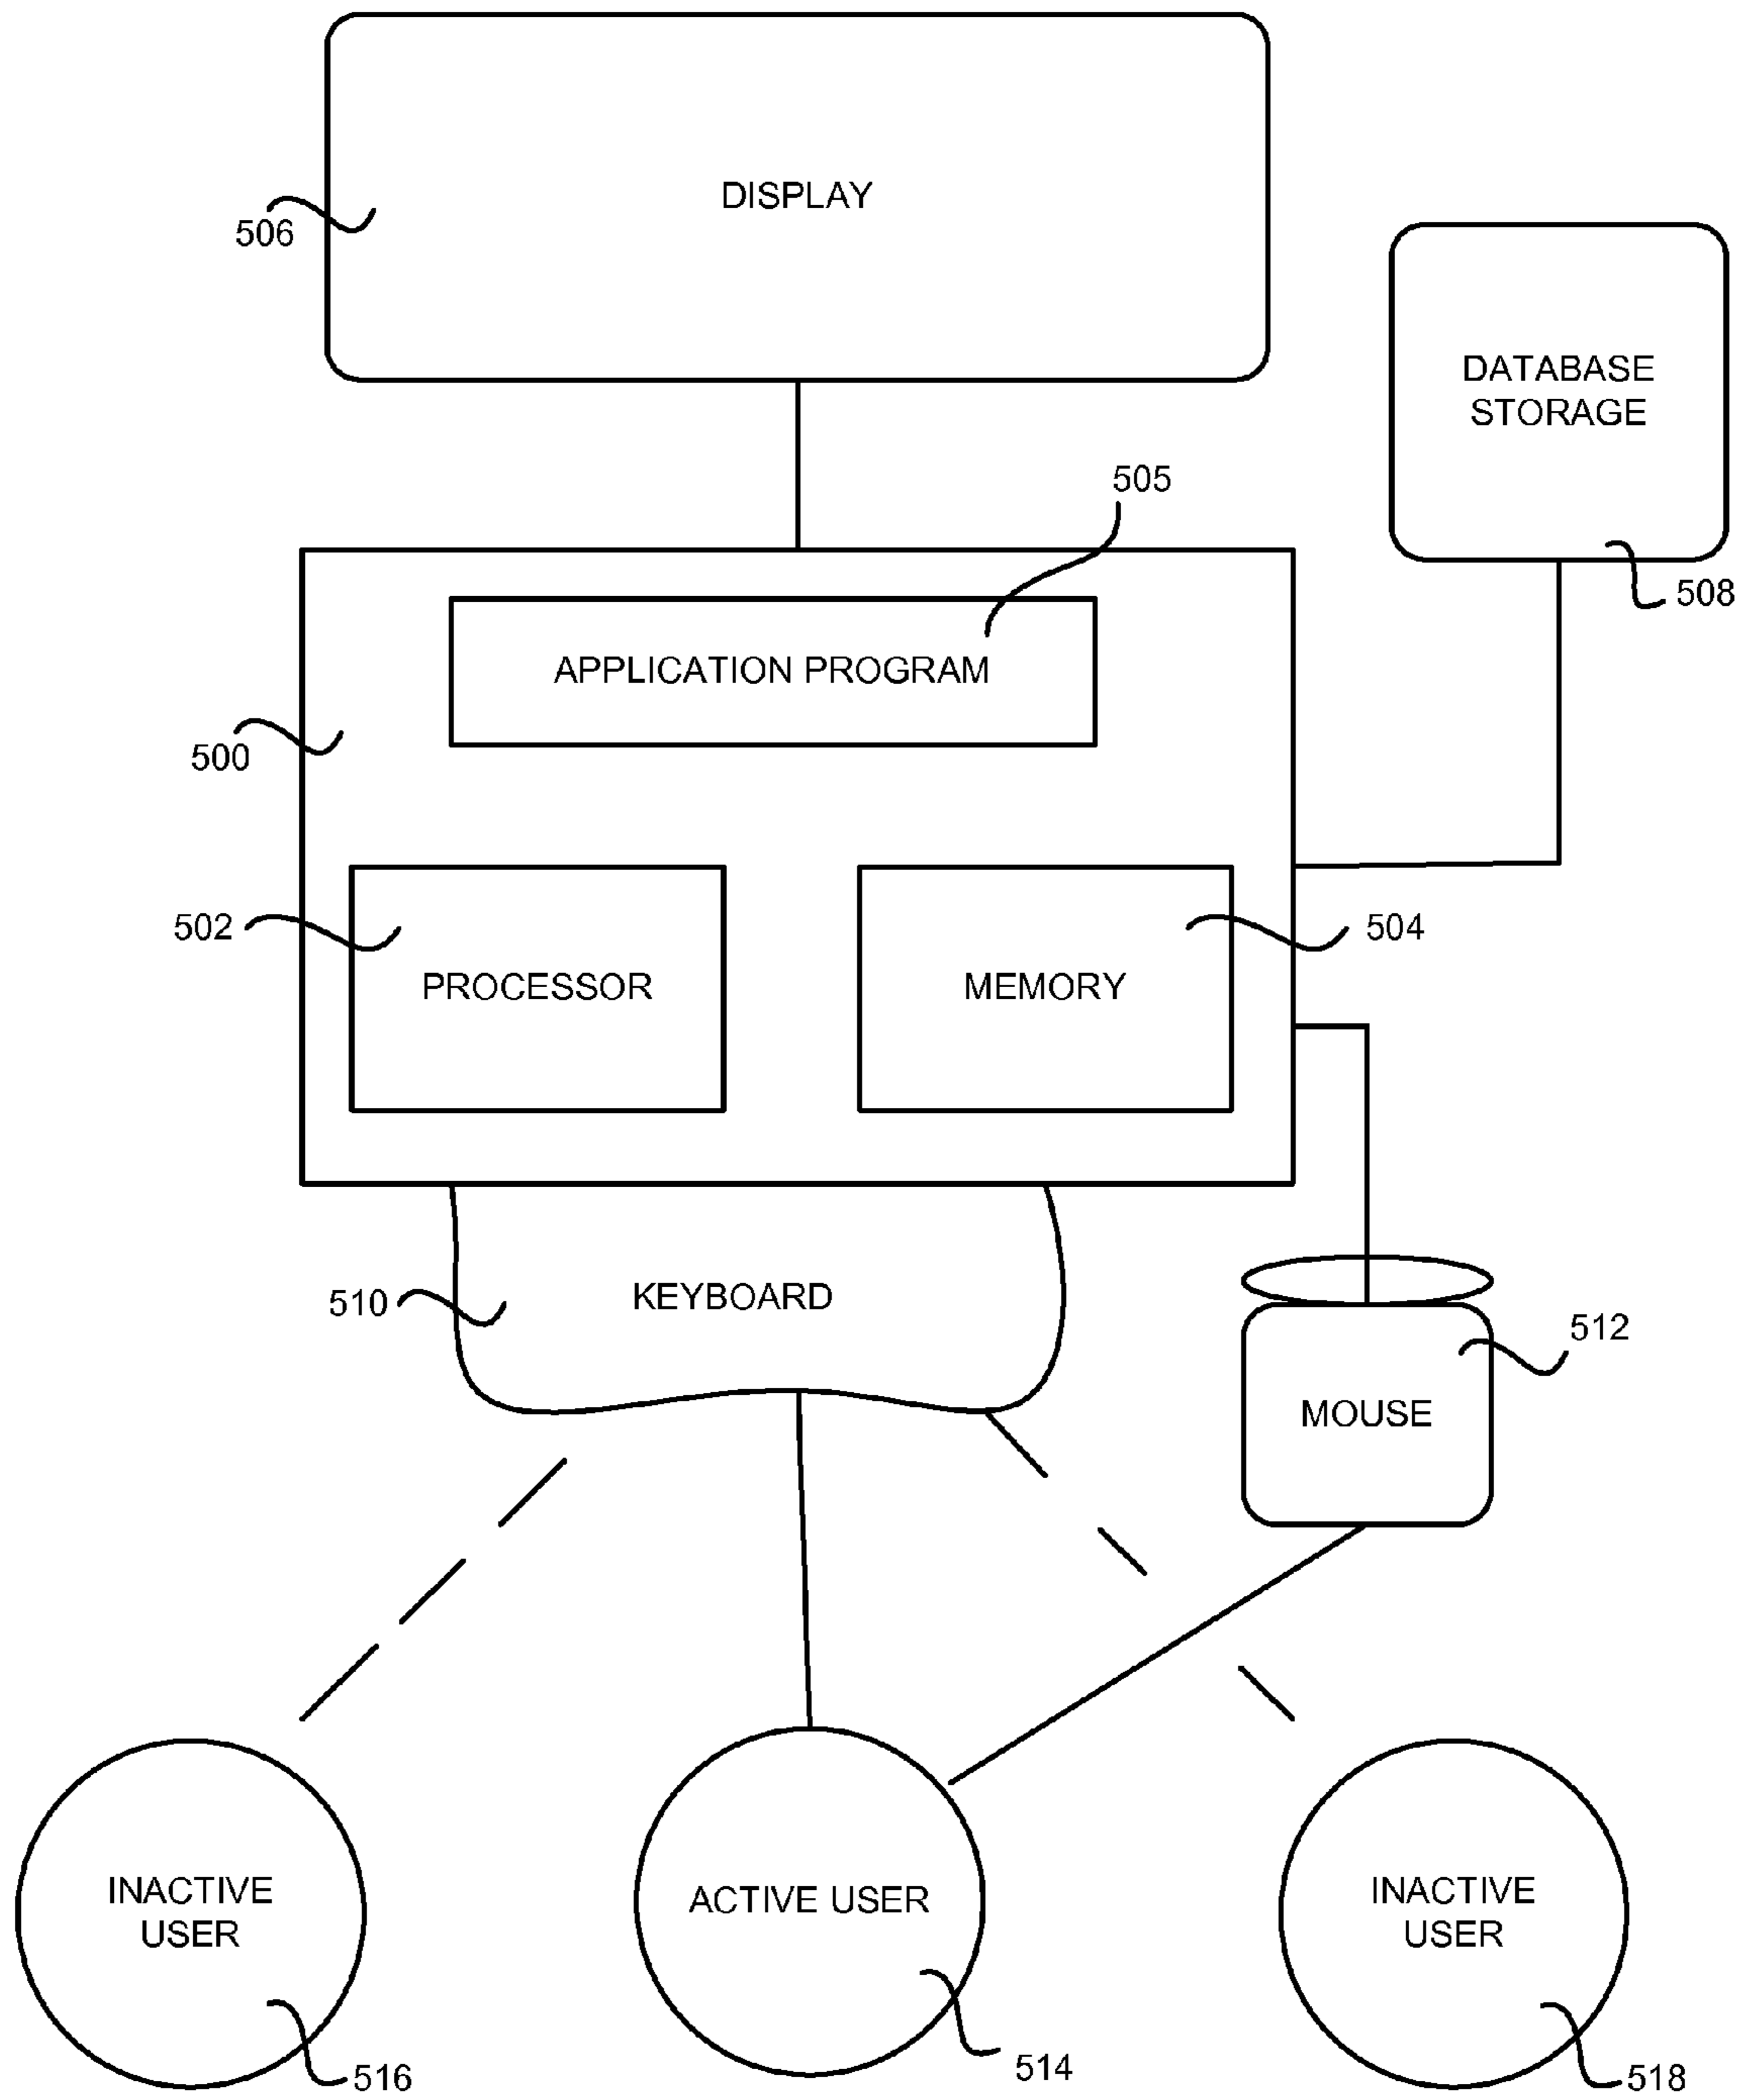 DISPLAY
506
DATABASE
STORAGE
505
508
APPLICATION PROGRAM
500
502
504
PROCESSOR
MEMORY
KEYBOARD
510
512
MOUSE
INACTIVE
USER
ACTIVE USER
INACTIVE
USER
516
514
518